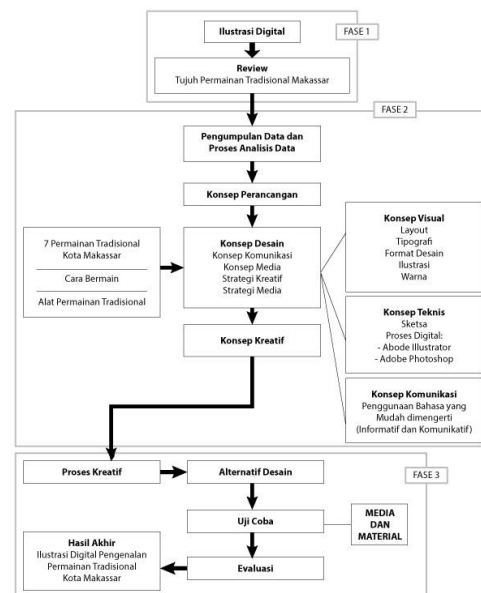 Ilustrasi Digital
FASE 1
Review
Tujuh Permainan Tradisional Makassar
FASE 2
Pengumpulan Data dan
Proses Analisis Data
Konsep Perancangan
7 Permainan Tradisional
Kota Makassar
Cara Bermain
Alat Permainan Tradisional
Konsep Desain
Konsep Komunikasi
Konsep Media
Strategi Kreatif
Strategi Media
Konsep Visual
Layout
Tipografi
Format Desain
Ilustrasi
Warna
Konsep Teknis
Sketsa
Proses Digital:
- Abode Illustrator
- Adobe Photoshop
Konsep Kreatif
Konsep Komunikasi
Penggunaan Bahasa yang
Mudah dimengerti
(Informatif dan Komunikatif)
Proses Kreatif
Alternatif Desain
FASE 3
Uji Coba
MEDIA
DAN
MATERIAL
Hasil Akhir
Ilustrasi Digital Pengenalan
Permainan Tradisional
Kota Makassar
Evaluasi